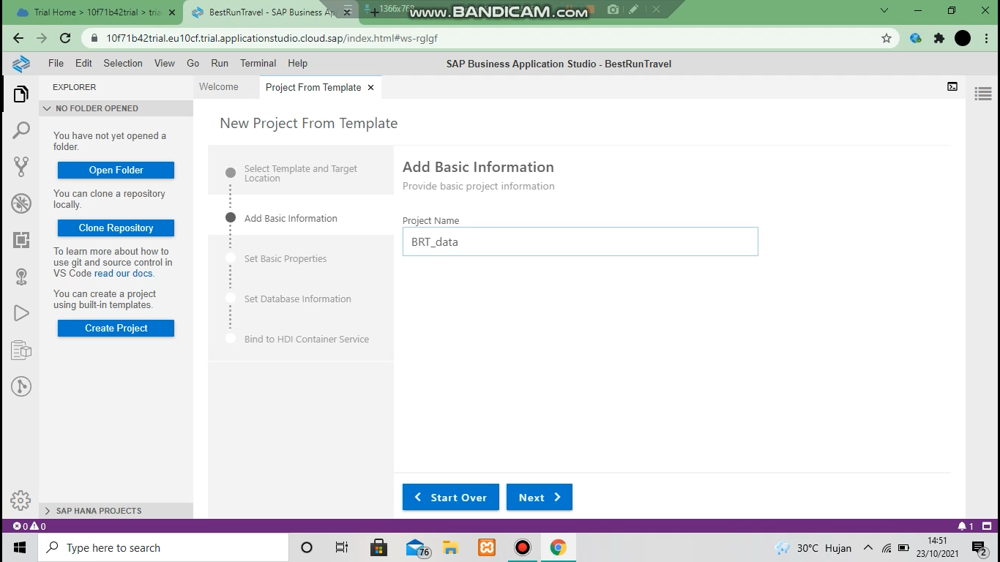 Trial Home > 10f71b42trial > tria
BestRunTravel - SAP Business Ap
1366x768
www.BANDICAM.com
10f71b42trial.eu10cf.trial.applicationstudio.cloud.sap/index.html#ws-rglgf
File Edit Selection View Go Run Terminal Help
SAP Business Application Studio - BestRunTravel
EXPLORER
Welcome
Project From Template
NO FOLDER OPENED
You have not yet opened a
folder.
Open Folder
You can clone a repository
locally.
Clone Repository
To learn more about how to
use git and source control in
VS Code read our docs.
You can create a project
using built-in templates.
Create Project
SAP HANA PROJECTS
New Project From Template
Select Template and Target
Location
Add Basic Information
Set Basic Properties
Set Database Information
Bind to HDI Container Service
Add Basic Information
Provide basic project information
Project Name
BRT_data
Start Over
Next
0 0
1
Type here to search
76
30°C Hujan
14:51
23/10/2021
2